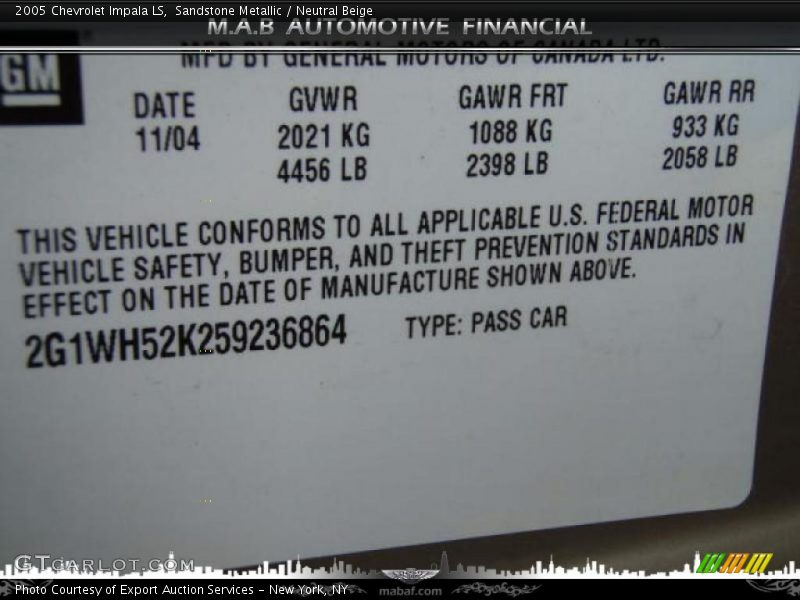 2005 Chevrolet Impala LS, Sandstone Metallic / Neutral Beige
M.A.B AUTOMOTIVE FINANCIAL
GM
MFD BY GENERAL MOTORS OF CANADA LTD.
DATE GVWR GAWR FRT GAWR RR
11/04 2021 KG 1088 KG 933 KG
4456 LB 2398 LB 2058 LB
THIS VEHICLE CONFORMS TO ALL APPLICABLE U.S. FEDERAL MOTOR
VEHICLE SAFETY, BUMPER, AND THEFT PREVENTION STANDARDS IN
EFFECT ON THE DATE OF MANUFACTURE SHOWN ABOVE.
2G1WH52K259236864 TYPE: PASS CAR
GTCARLOT.COM
Photo Courtesy of Export Auction Services - New York, NY
mabaf.com